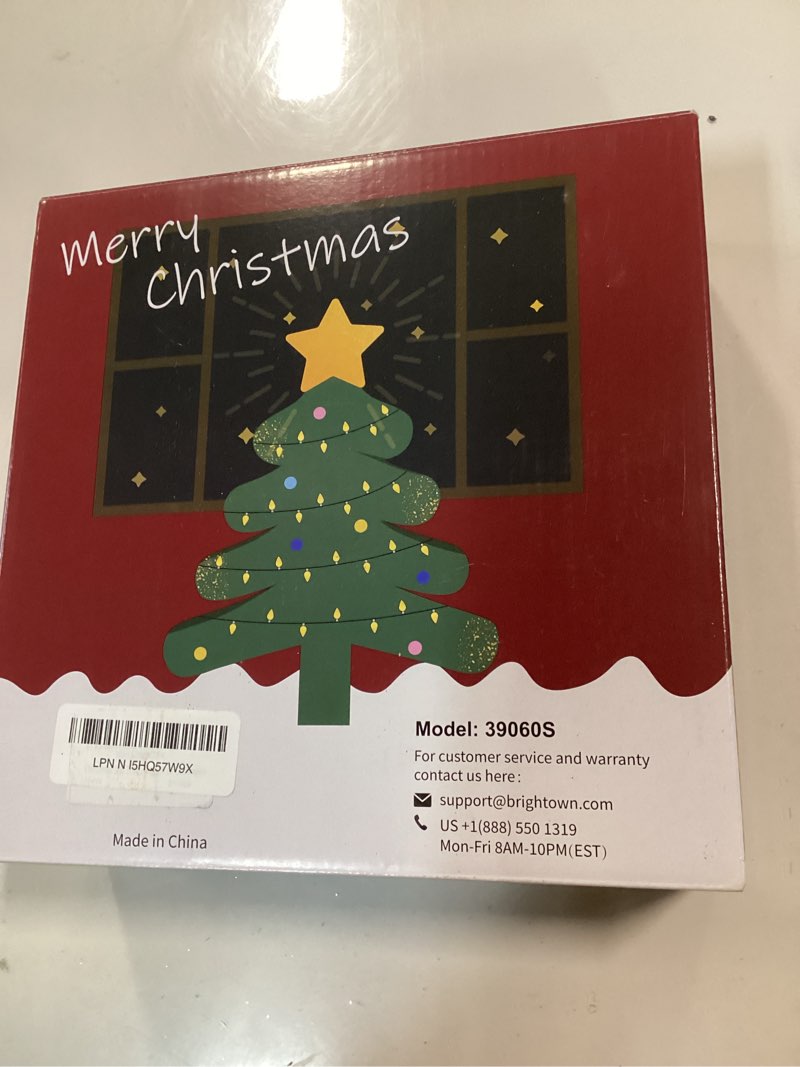 Merry
Christmas
LPN N I5HQ57W9X
Made in China
Model: 39060S
For customer service and warranty
contact us here :
support@brightown.com
US +1(888) 550 1319
Mon-Fri 8AM-10PM(EST)